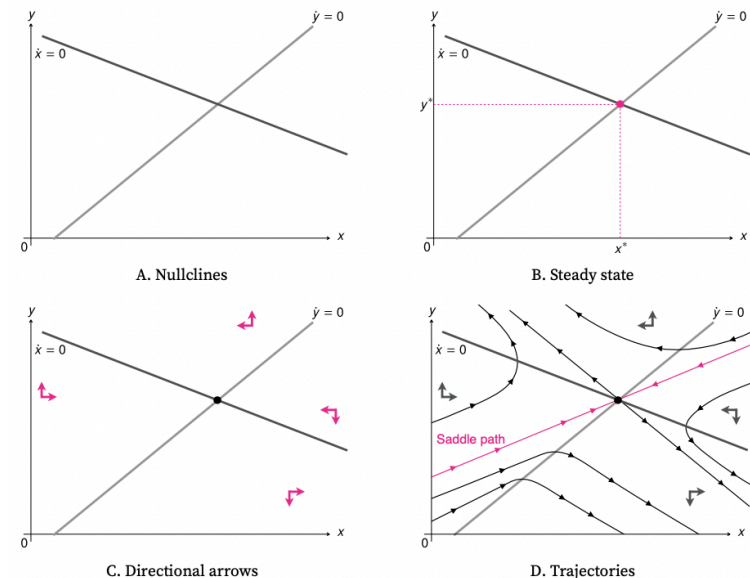 y
ẏ = 0
ẋ = 0
0
x
A. Nullclines
y
ẏ = 0
ẋ = 0
y*
0
x*
x
B. Steady state
y
ẏ = 0
ẋ = 0
0
x
C. Directional arrows
y
ẏ = 0
ẋ = 0
Saddle path
0
x
D. Trajectories